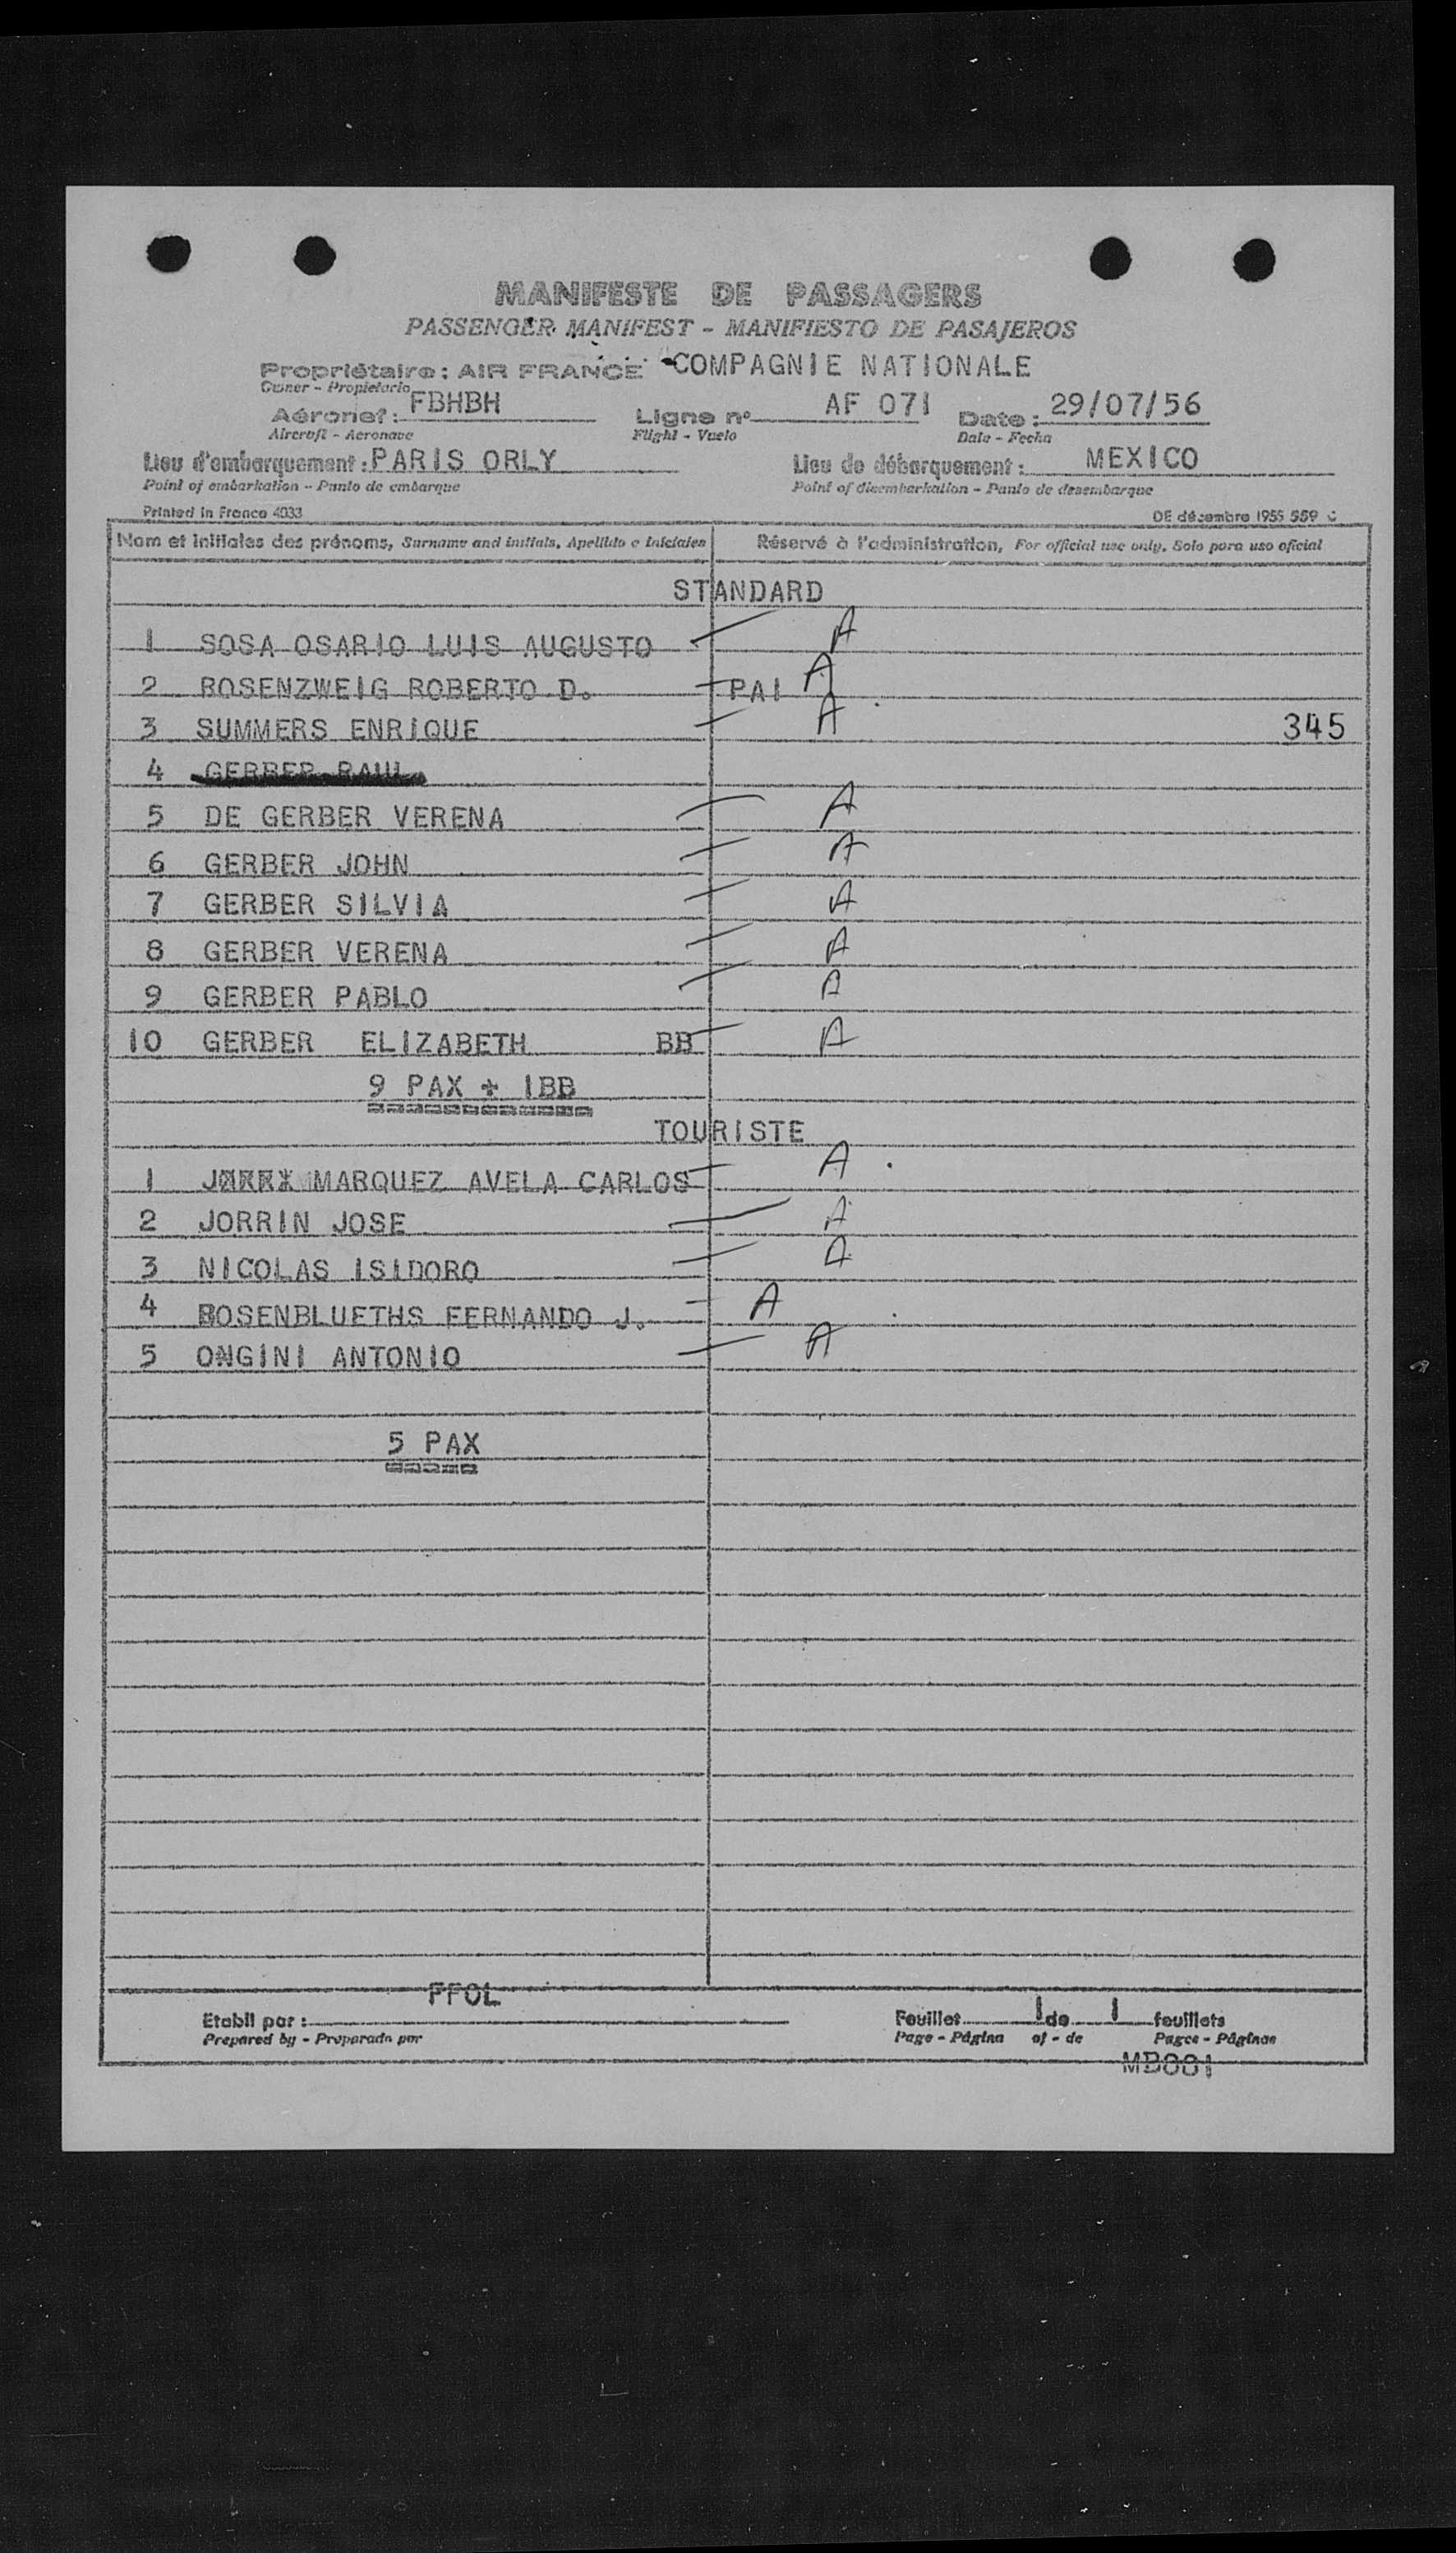 MANIFESTE DE PASSAGERS
PASSENGER MANIFEST - MANIFIESTO DE PASAJEROS
Propriétaire : AIR FRANCE -COMPAGNIE NATIONALE
Owner - Propietario
Aéronef : FBHBH Ligne n° AF 071 Date : 29/07/56
Aircraft - Aeronave Flight - Vuelo Date - Fecha
Lieu d'embarquement : PARIS ORLY Lieu de débarquement : MEXICO
Point of embarkation - Punto de embarque Point of disembarkation - Punto de desembarque
Printed in France 4033 DE décembre 1955 559 C
Nom et initiales des prénoms, Surname and initials, Apellido e iniciales Réservé à l'administration, For official use only, Solo para uso oficial
STANDARD
1 SOSA OSARIO LUIS AUGUSTO A
2 ROSENZWEIG ROBERTO D. PAI A
3 SUMMERS ENRIQUE A 345
4 GERBER RAUL
5 DE GERBER VERENA A
6 GERBER JOHN A
7 GERBER SILVIA A
8 GERBER VERENA A
9 GERBER PABLO A
10 GERBER ELIZABETH BB A
9 PAX + 1BB
TOURISTE
1 MARQUEZ AVELA CARLOS A
2 JORRIN JOSE A
3 NICOLAS ISIDORO A
4 ROSENBLUETHS FERNANDO J. A
5 ONGINI ANTONIO A
5 PAX
FFOL
Etabli par : Feuillet 1 de 1 feuillets
Prepared by - Preparado por Page - Página of - de Pages - Páginas
MB001